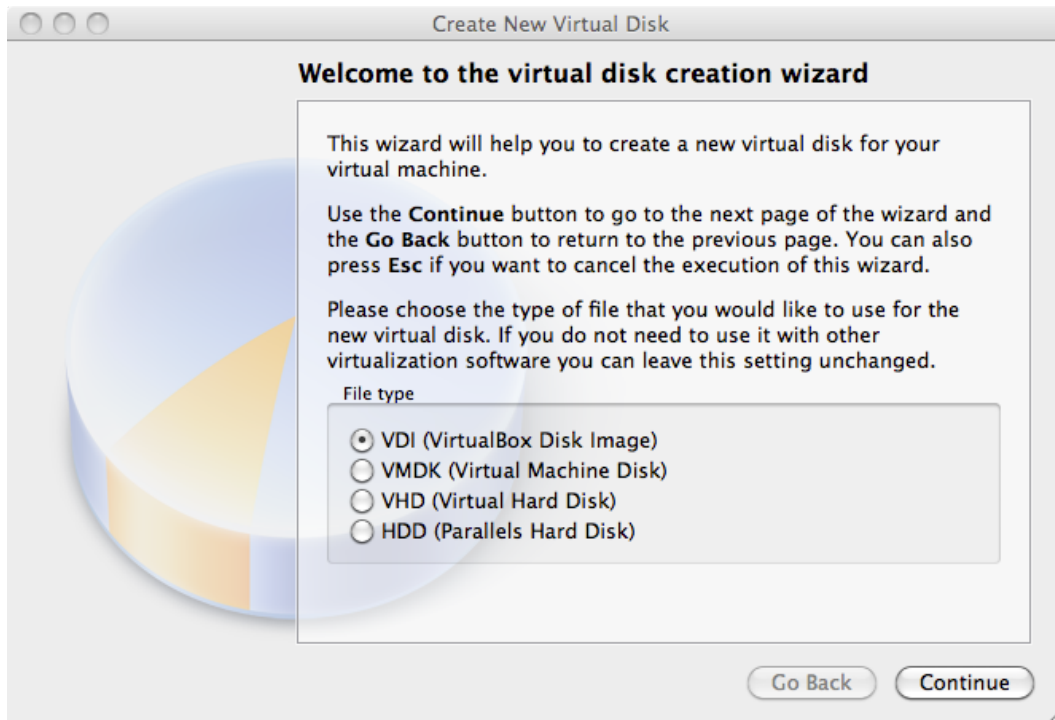 Create New Virtual Disk
Welcome to the virtual disk creation wizard
This wizard will help you to create a new virtual disk for your
virtual machine.
Use the Continue button to go to the next page of the wizard and
the Go Back button to return to the previous page. You can also
press Esc if you want to cancel the execution of this wizard.
Please choose the type of file that you would like to use for the
new virtual disk. If you do not need to use it with other
virtualization software you can leave this setting unchanged.
File type
VDI (VirtualBox Disk Image)
VMDK (Virtual Machine Disk)
VHD (Virtual Hard Disk)
HDD (Parallels Hard Disk)
Go Back
Continue